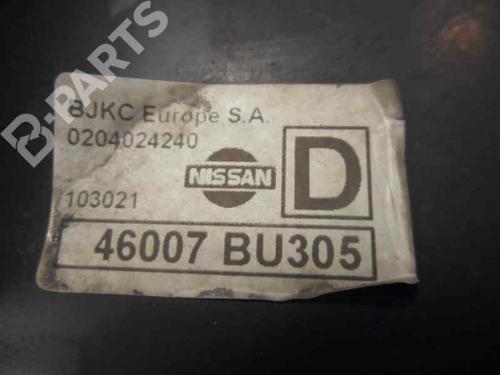 B-PARTS
BJKC Europe S.A.
0204024240
NISSAN
D
103021
46007 BU305